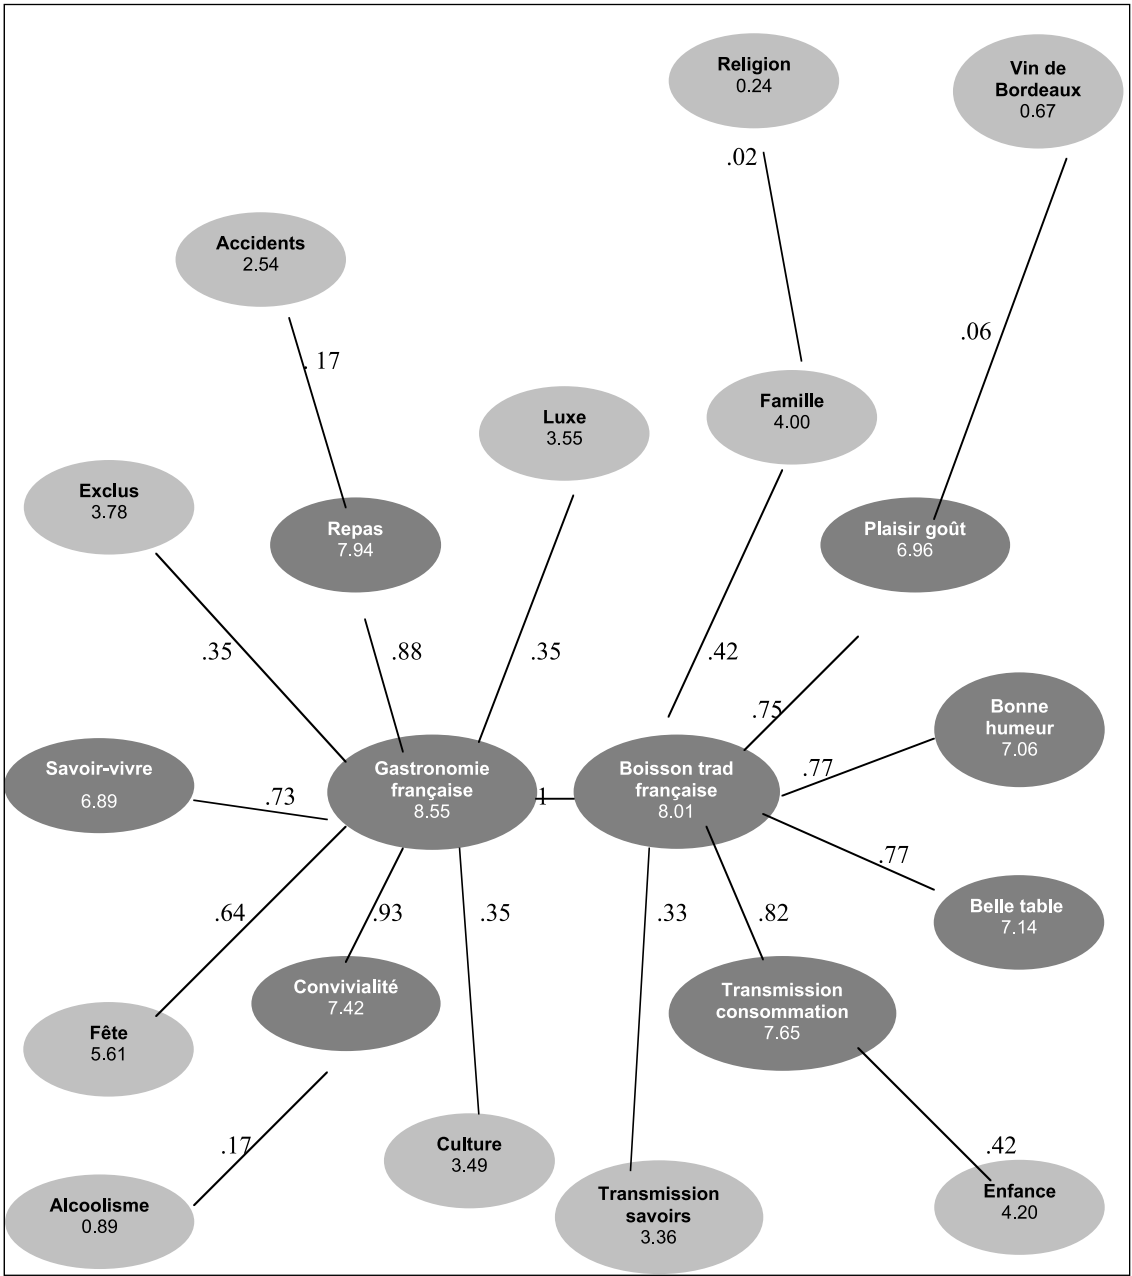 Religion
0.24
Vin de
Bordeaux
0.67
.02
Accidents
2.54
.06
. 17
Luxe
3.55
Famille
4.00
Exclus
3.78
Repas
7.94
Plaisir goût
6.96
.35
.88
.35
.42
.75
Bonne
humeur
7.06
Savoir-vivre
6.89
.73
Gastronomie
française
8.55
1
Boisson trad
française
8.01
.77
.77
.64
.93
.35
.33
.82
Belle table
7.14
Convivialité
7.42
Transmission
consommation
7.65
Fête
5.61
.17
Culture
3.49
.42
Alcoolisme
0.89
Transmission
savoirs
3.36
Enfance
4.20